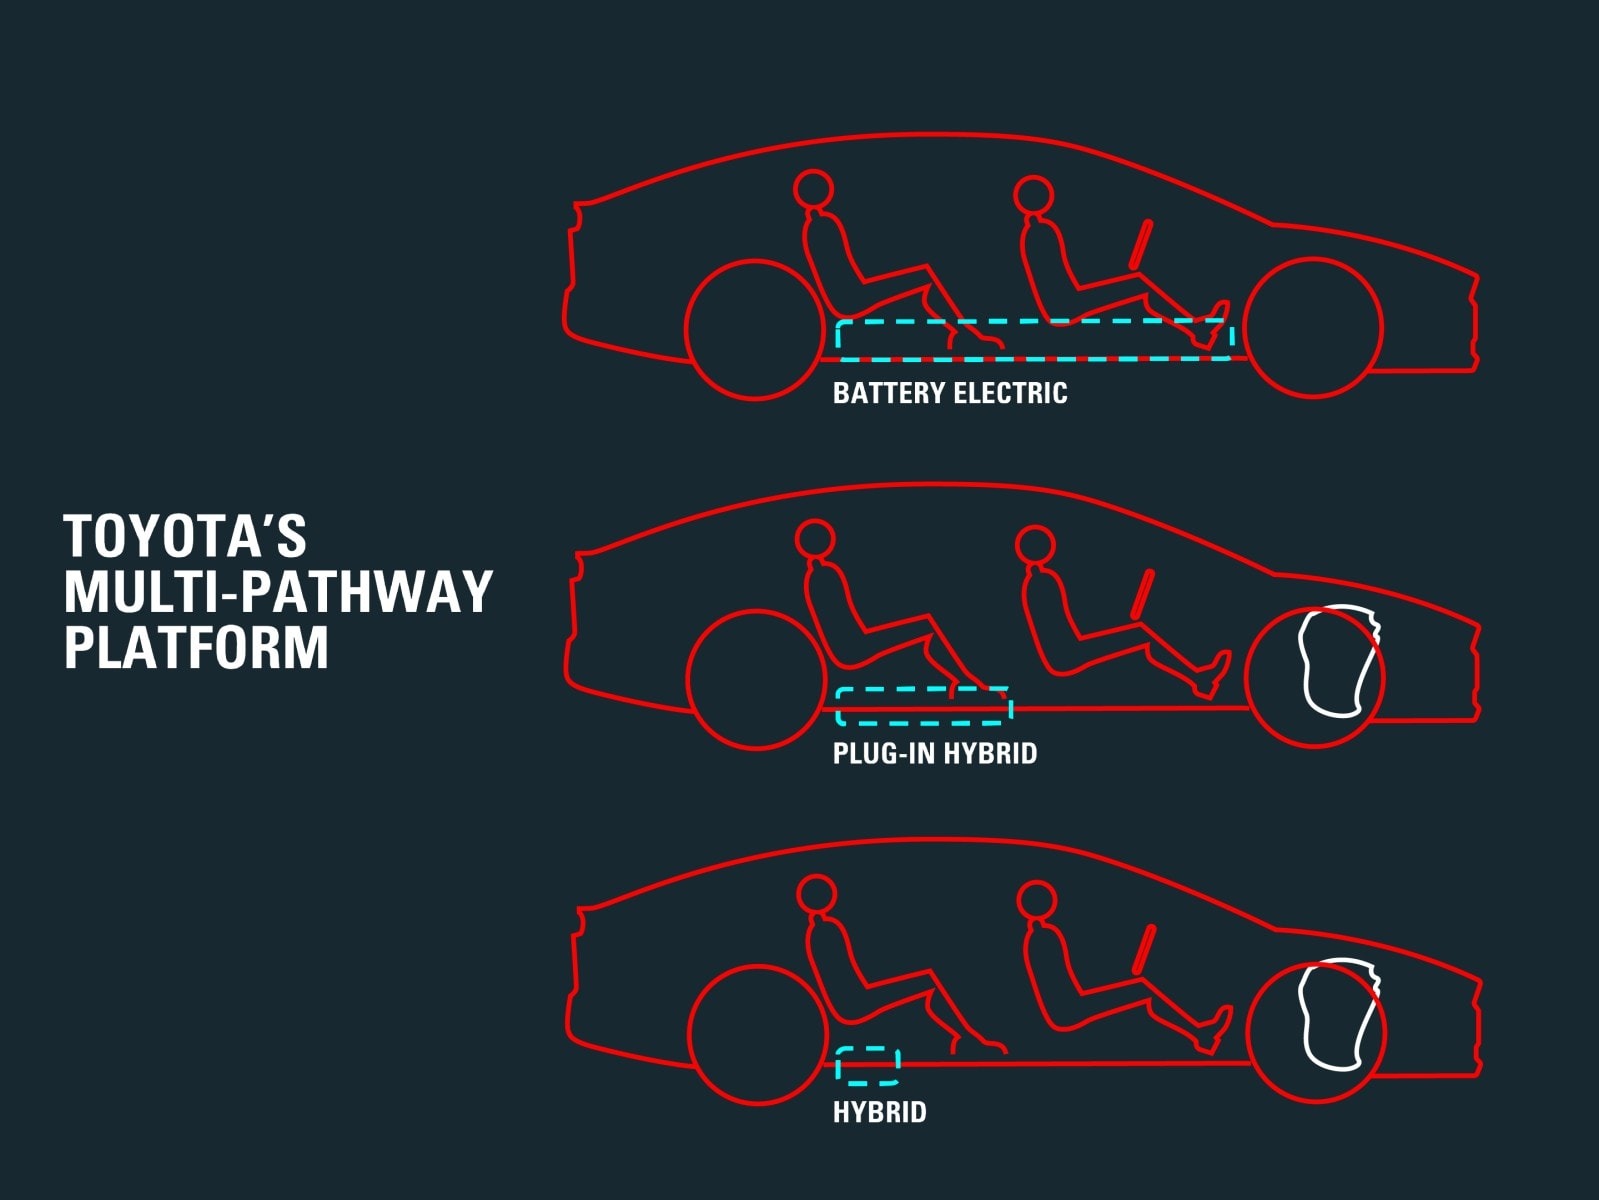 TOYOTA’S
MULTI-PATHWAY
PLATFORM
BATTERY ELECTRIC
PLUG-IN HYBRID
HYBRID